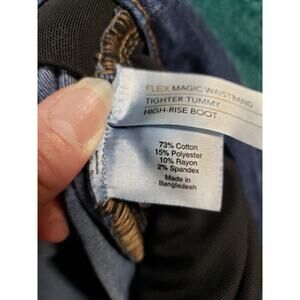 FLEX MAGIC WAISTBAND
TIGHTER TUMMY
HIGH-RISE BOOT
73% Cotton
15% Polyester
10% Rayon
2% Spandex
Made in
Bangladesh